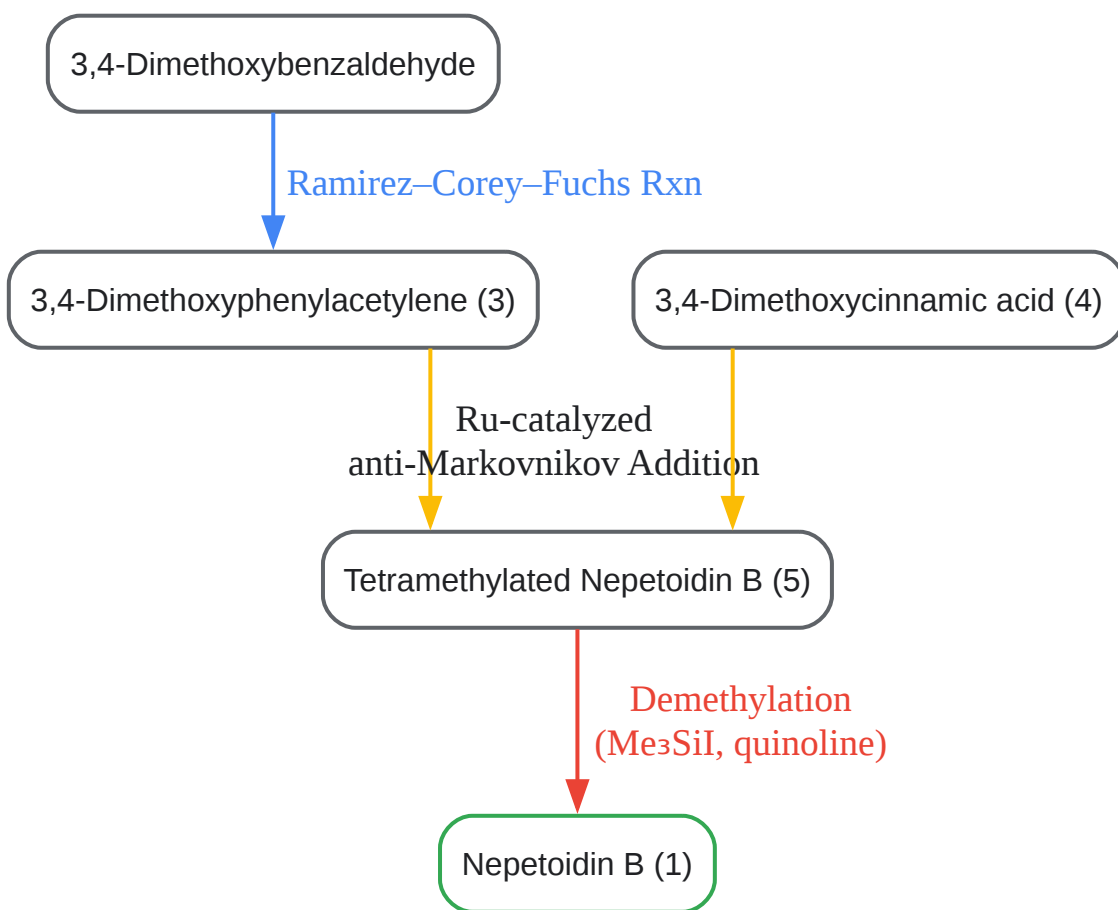 3,4-Dimethoxybenzaldehyde
Ramirez–Corey–Fuchs Rxn
3,4-Dimethoxyphenylacetylene (3)
3,4-Dimethoxycinnamic acid (4)
Ru-catalyzed
anti-Markovnikov Addition
Tetramethylated Nepetoidin B (5)
Demethylation
(Me₃SiI, quinoline)
Nepetoidin B (1)